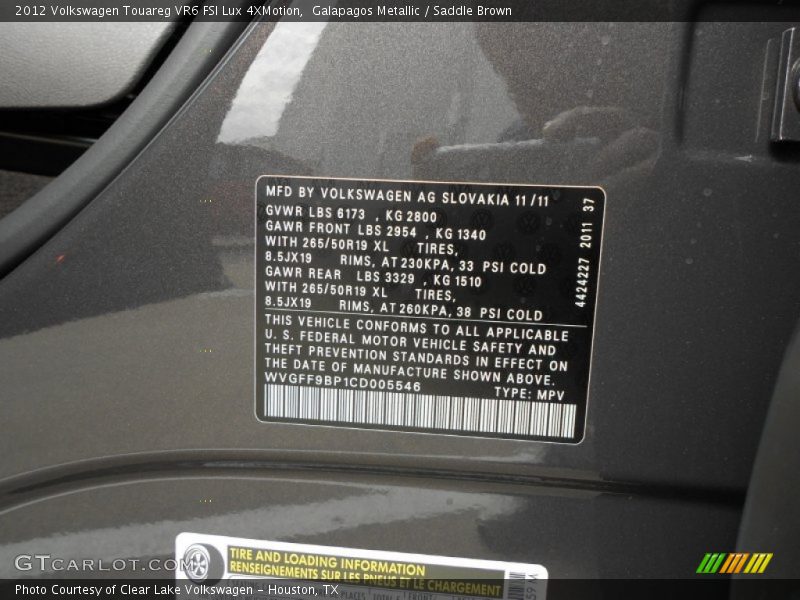 2012 Volkswagen Touareg VR6 FSI Lux 4XMotion,  Galapagos Metallic / Saddle Brown
MFD BY VOLKSWAGEN AG SLOVAKIA 11/11
GVWR LBS 6173 , KG 2800
GAWR FRONT LBS 2954 , KG 1340
WITH 265/50R19 XL TIRES,
8.5JX19 RIMS, AT 230KPA, 33 PSI COLD
GAWR REAR LBS 3329 , KG 1510
WITH 265/50R19 XL TIRES,
8.5JX19 RIMS, AT 260KPA, 38 PSI COLD
4424227 2011 37
THIS VEHICLE CONFORMS TO ALL APPLICABLE
U. S. FEDERAL MOTOR VEHICLE SAFETY AND
THEFT PREVENTION STANDARDS IN EFFECT ON
THE DATE OF MANUFACTURE SHOWN ABOVE.
WVGFF9BP1CD005546 TYPE: MPV
TIRE AND LOADING INFORMATION
RENSEIGNEMENTS SUR LES PNEUS ET LE CHARGEMENT
GTCARLOT.COM
Photo Courtesy of Clear Lake Volkswagen - Houston, TX